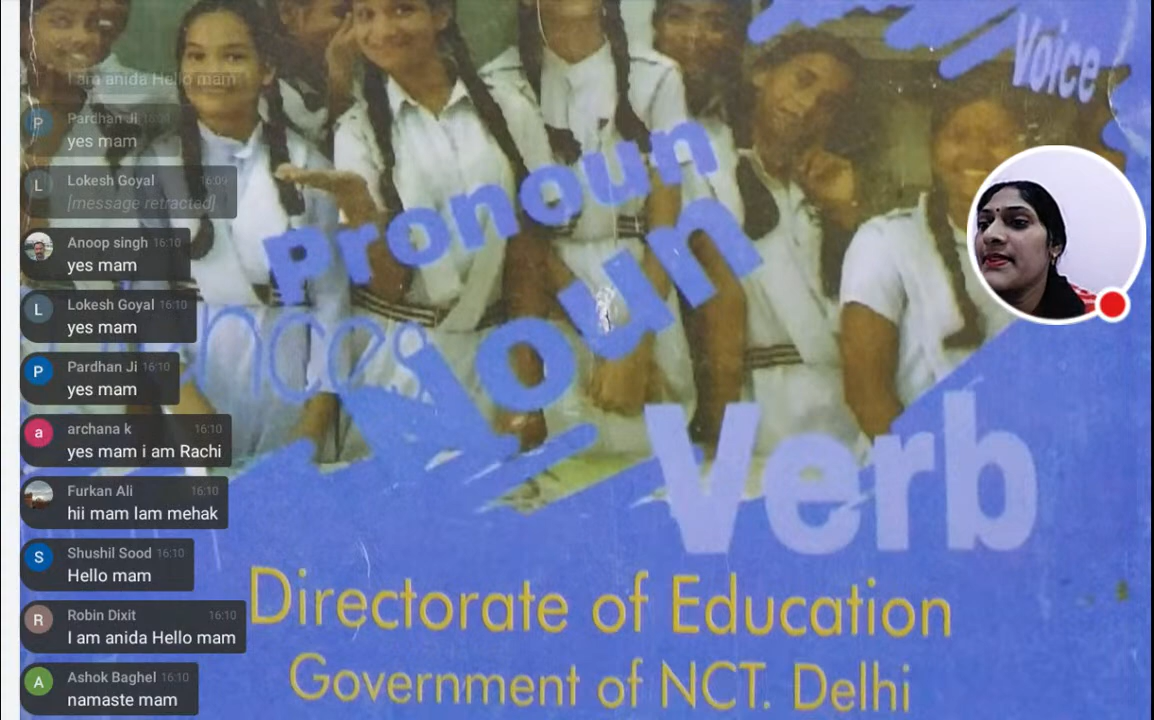 I am anida Hello mam
Pardhan Ji 16:09
yes mam
Lokesh Goyal 16:09
[message retracted]
Anoop singh 16:10
yes mam
Lokesh Goyal 16:10
yes mam
Pardhan Ji 16:10
yes mam
archana k 16:10
yes mam i am Rachi
Furkan Ali 16:10
hii mam Iam mehak
Shushil Sood 16:10
Hello mam
Robin Dixit 16:10
I am anida Hello mam
Ashok Baghel 16:10
namaste mam
P
L
L
P
a
S
R
A
Voice
Pronoun
Noun
Verb
Directorate of Education
Government of NCT. Delhi